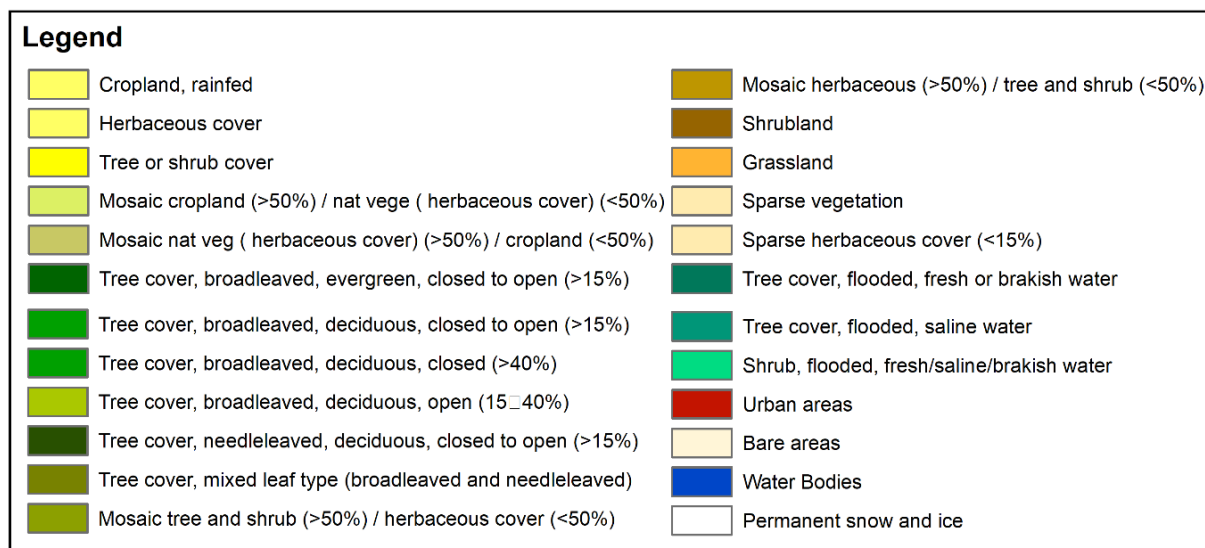 Legend
Cropland, rainfed
Herbaceous cover
Tree or shrub cover
Mosaic cropland (>50%) / nat vege ( herbaceous cover) (<50%)
Mosaic nat veg ( herbaceous cover) (>50%) / cropland (<50%)
Tree cover, broadleaved, evergreen, closed to open (>15%)
Tree cover, broadleaved, deciduous, closed to open (>15%)
Tree cover, broadleaved, deciduous, closed (>40%)
Tree cover, broadleaved, deciduous, open (15□40%)
Tree cover, needleleaved, deciduous, closed to open (>15%)
Tree cover, mixed leaf type (broadleaved and needleleaved)
Mosaic tree and shrub (>50%) / herbaceous cover (<50%)
Mosaic herbaceous (>50%) / tree and shrub (<50%)
Shrubland
Grassland
Sparse vegetation
Sparse herbaceous cover (<15%)
Tree cover, flooded, fresh or brakish water
Tree cover, flooded, saline water
Shrub, flooded, fresh/saline/brakish water
Urban areas
Bare areas
Water Bodies
Permanent snow and ice